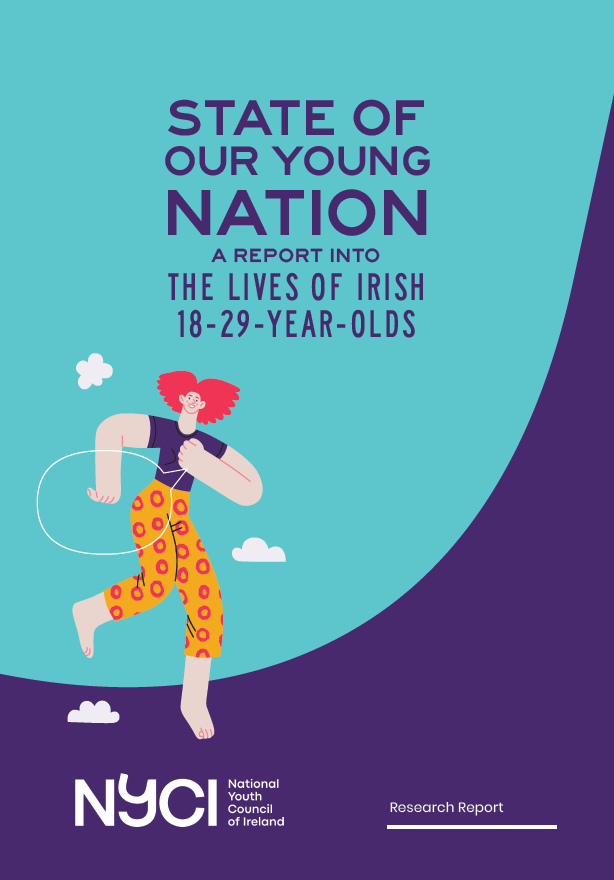 STATE OF
OUR YOUNG
NATION
A REPORT INTO
THE LIVES OF IRISH
18-29-YEAR-OLDS
NYCI
National
Youth
Council
of Ireland
Research Report